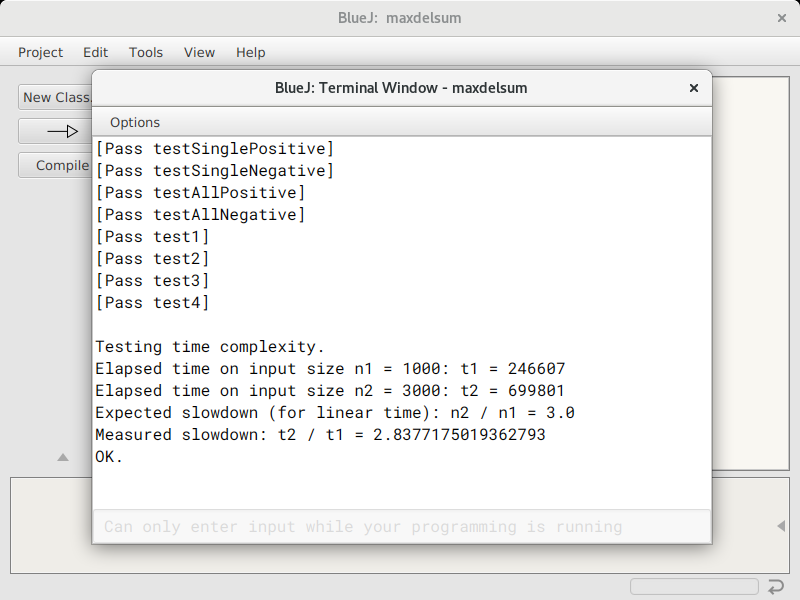 BlueJ: maxdelsum
Project Edit Tools View Help
New Class.
Compile
BlueJ: Terminal Window - maxdelsum
Options
[Pass testSinglePositive]
[Pass testSingleNegative]
[Pass testAllPositive]
[Pass testAllNegative]
[Pass test1]
[Pass test2]
[Pass test3]
[Pass test4]
Testing time complexity.
Elapsed time on input size n1 = 1000: t1 = 246607
Elapsed time on input size n2 = 3000: t2 = 699801
Expected slowdown (for linear time): n2 / n1 = 3.0
Measured slowdown: t2 / t1 = 2.8377175019362793
OK.
Can only enter input while your programming is running